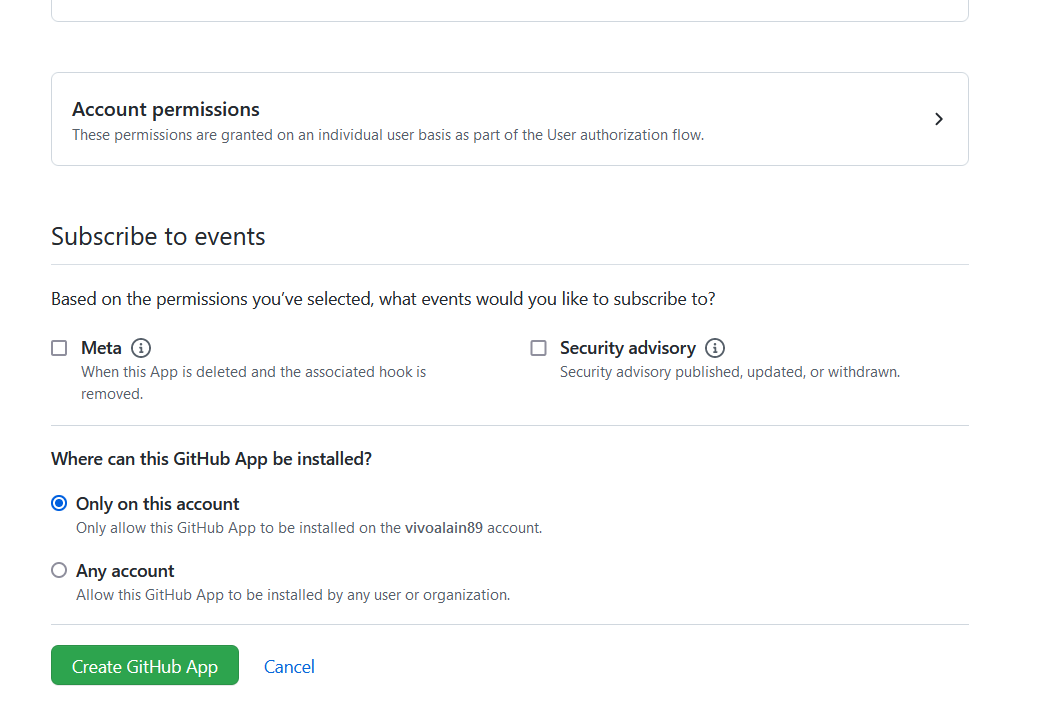 Account permissions
These permissions are granted on an individual user basis as part of the User authorization flow.
Subscribe to events
Based on the permissions you've selected, what events would you like to subscribe to?
Meta
When this App is deleted and the associated hook is
removed.
Security advisory
Security advisory published, updated, or withdrawn.
Where can this GitHub App be installed?
Only on this account
Only allow this GitHub App to be installed on the vivoalain89 account.
Any account
Allow this GitHub App to be installed by any user or organization.
Create GitHub App
Cancel